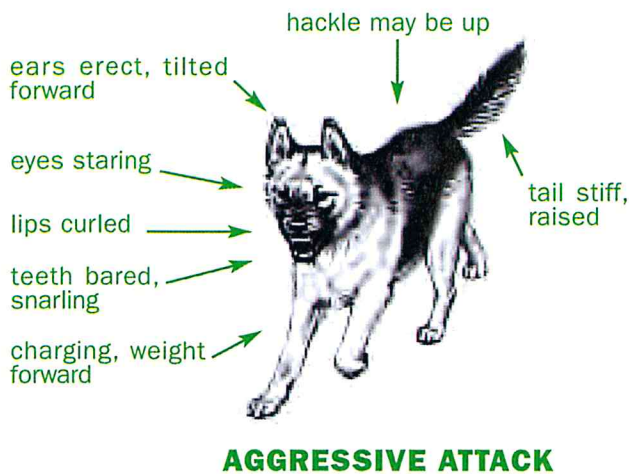 hackle may be up
ears erect, tilted
forward
eyes staring
tail stiff,
raised
lips curled
teeth bared,
snarling
charging, weight
forward
AGGRESSIVE ATTACK